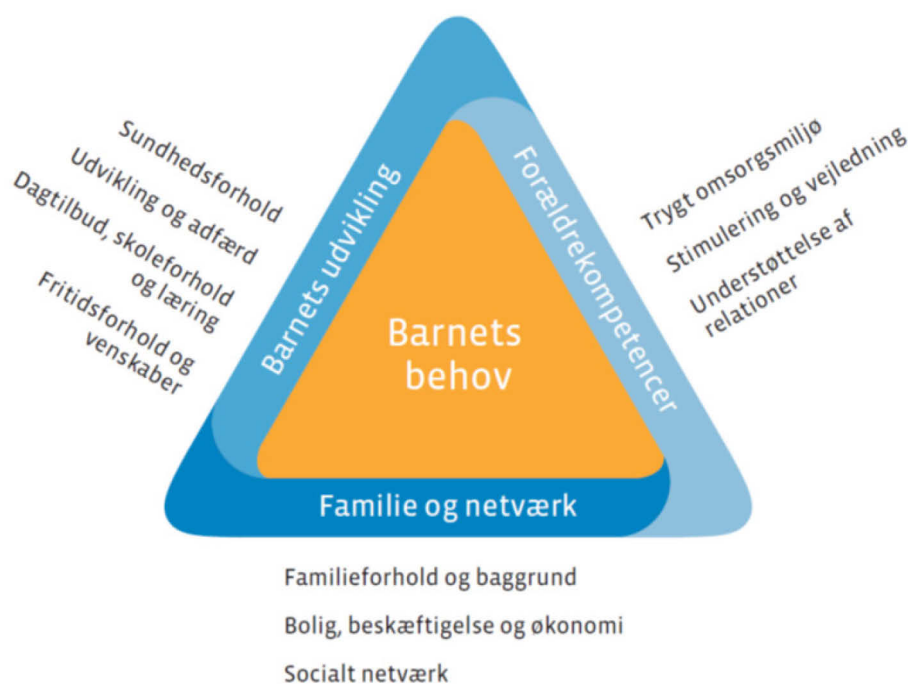 Sundhedsforhold
Udvikling og adfærd
Dagtilbud, skoleforhold
og læring
Fritidsforhold og
venskaber
Barnets udvikling
Forældrekompetencer
Trygt omsorgsmiljø
Stimulering og vejledning
Understøttelse af
relationer
Barnets
behov
Familie og netværk
Familieforhold og baggrund
Bolig, beskæftigelse og økonomi
Socialt netværk